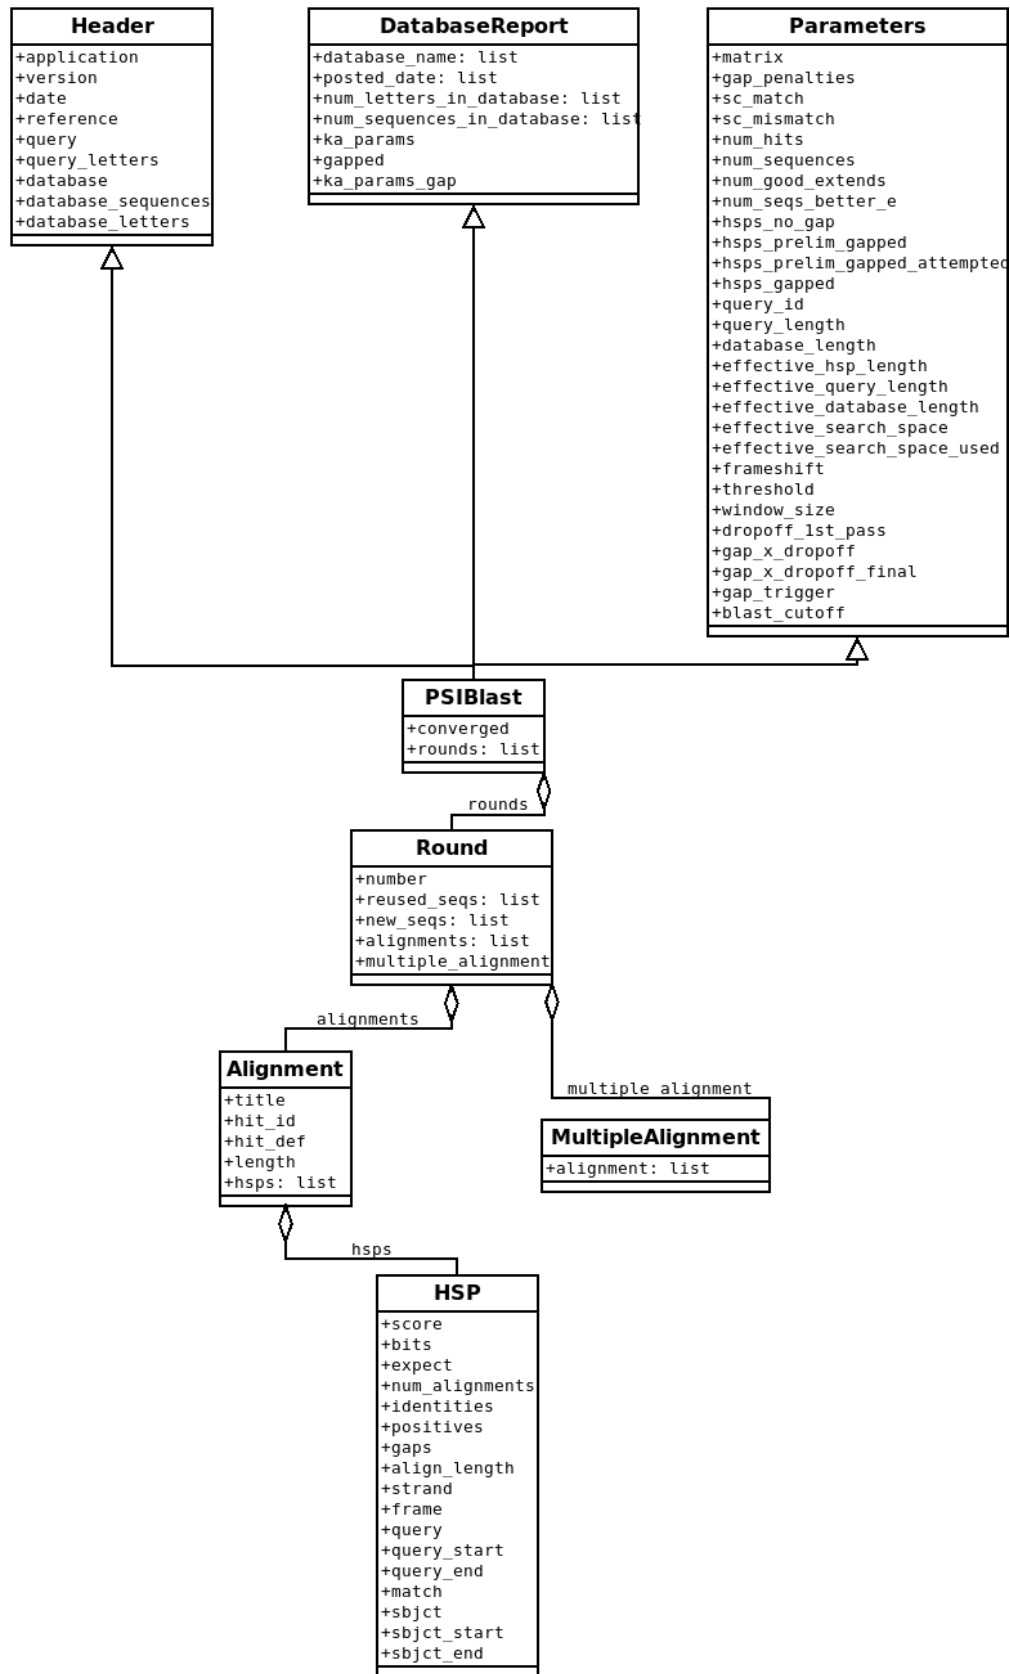 Header
+application
+version
+date
+reference
+query
+query_letters
+database
+database_sequences
+database_letters
DatabaseReport
+database_name: list
+posted_date: list
+num_letters_in_database: list
+num_sequences_in_database: list
+ka_params
+gapped
+ka_params_gap
Parameters
+matrix
+gap_penalties
+sc_match
+sc_mismatch
+num_hits
+num_sequences
+num_good_extends
+num_seqs_better_e
+hsps_no_gap
+hsps_prelim_gapped
+hsps_prelim_gapped_attempted
+hsps_gapped
+query_id
+query_length
+database_length
+effective_hsp_length
+effective_query_length
+effective_database_length
+effective_search_space
+effective_search_space_used
+frameshift
+threshold
+window_size
+dropoff_1st_pass
+gap_x_dropoff
+gap_x_dropoff_final
+gap_trigger
+blast_cutoff
PSIBlast
+converged
+rounds: list
rounds
Round
+number
+reused_seqs: list
+new_seqs: list
+alignments: list
+multiple_alignment
alignments
Alignment
+title
+hit_id
+hit_def
+length
+hsps: list
multiple alignment
MultipleAlignment
+alignment: list
hsps
HSP
+score
+bits
+expect
+num_alignments
+identities
+positives
+gaps
+align_length
+strand
+frame
+query
+query_start
+query_end
+match
+sbjct
+sbjct_start
+sbjct_end